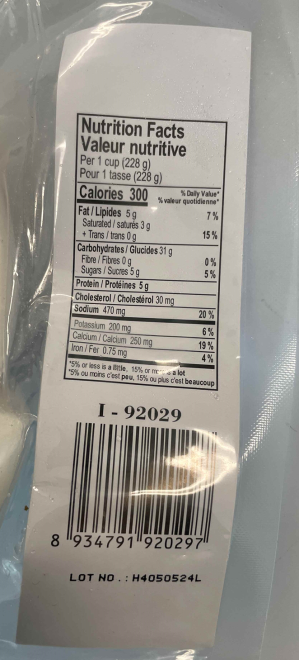 Nutrition Facts
Valeur nutritive
Per 1 cup (228 g)
Pour 1 tasse (228 g)
Calories 300 % Daily Value*
% valeur quotidienne*
Fat / Lipides 5 g 7 %
Saturated / saturés 3 g
+ Trans / trans 0 g 15 %
Carbohydrates / Glucides 31 g
Fibre / Fibres 0 g 0 %
Sugars / Sucres 5 g 5 %
Protein / Protéines 5 g
Cholesterol / Cholestérol 30 mg
Sodium 470 mg 20 %
Potassium 200 mg 6 %
Calcium / Calcium 250 mg 19 %
Iron / Fer 0.75 mg 4 %
*5% or less is a little, 15% or more is a lot
*5% ou moins c'est peu, 15% ou plus c'est beaucoup
I - 92029
8 934791 920297
LOT NO . : H4050524L